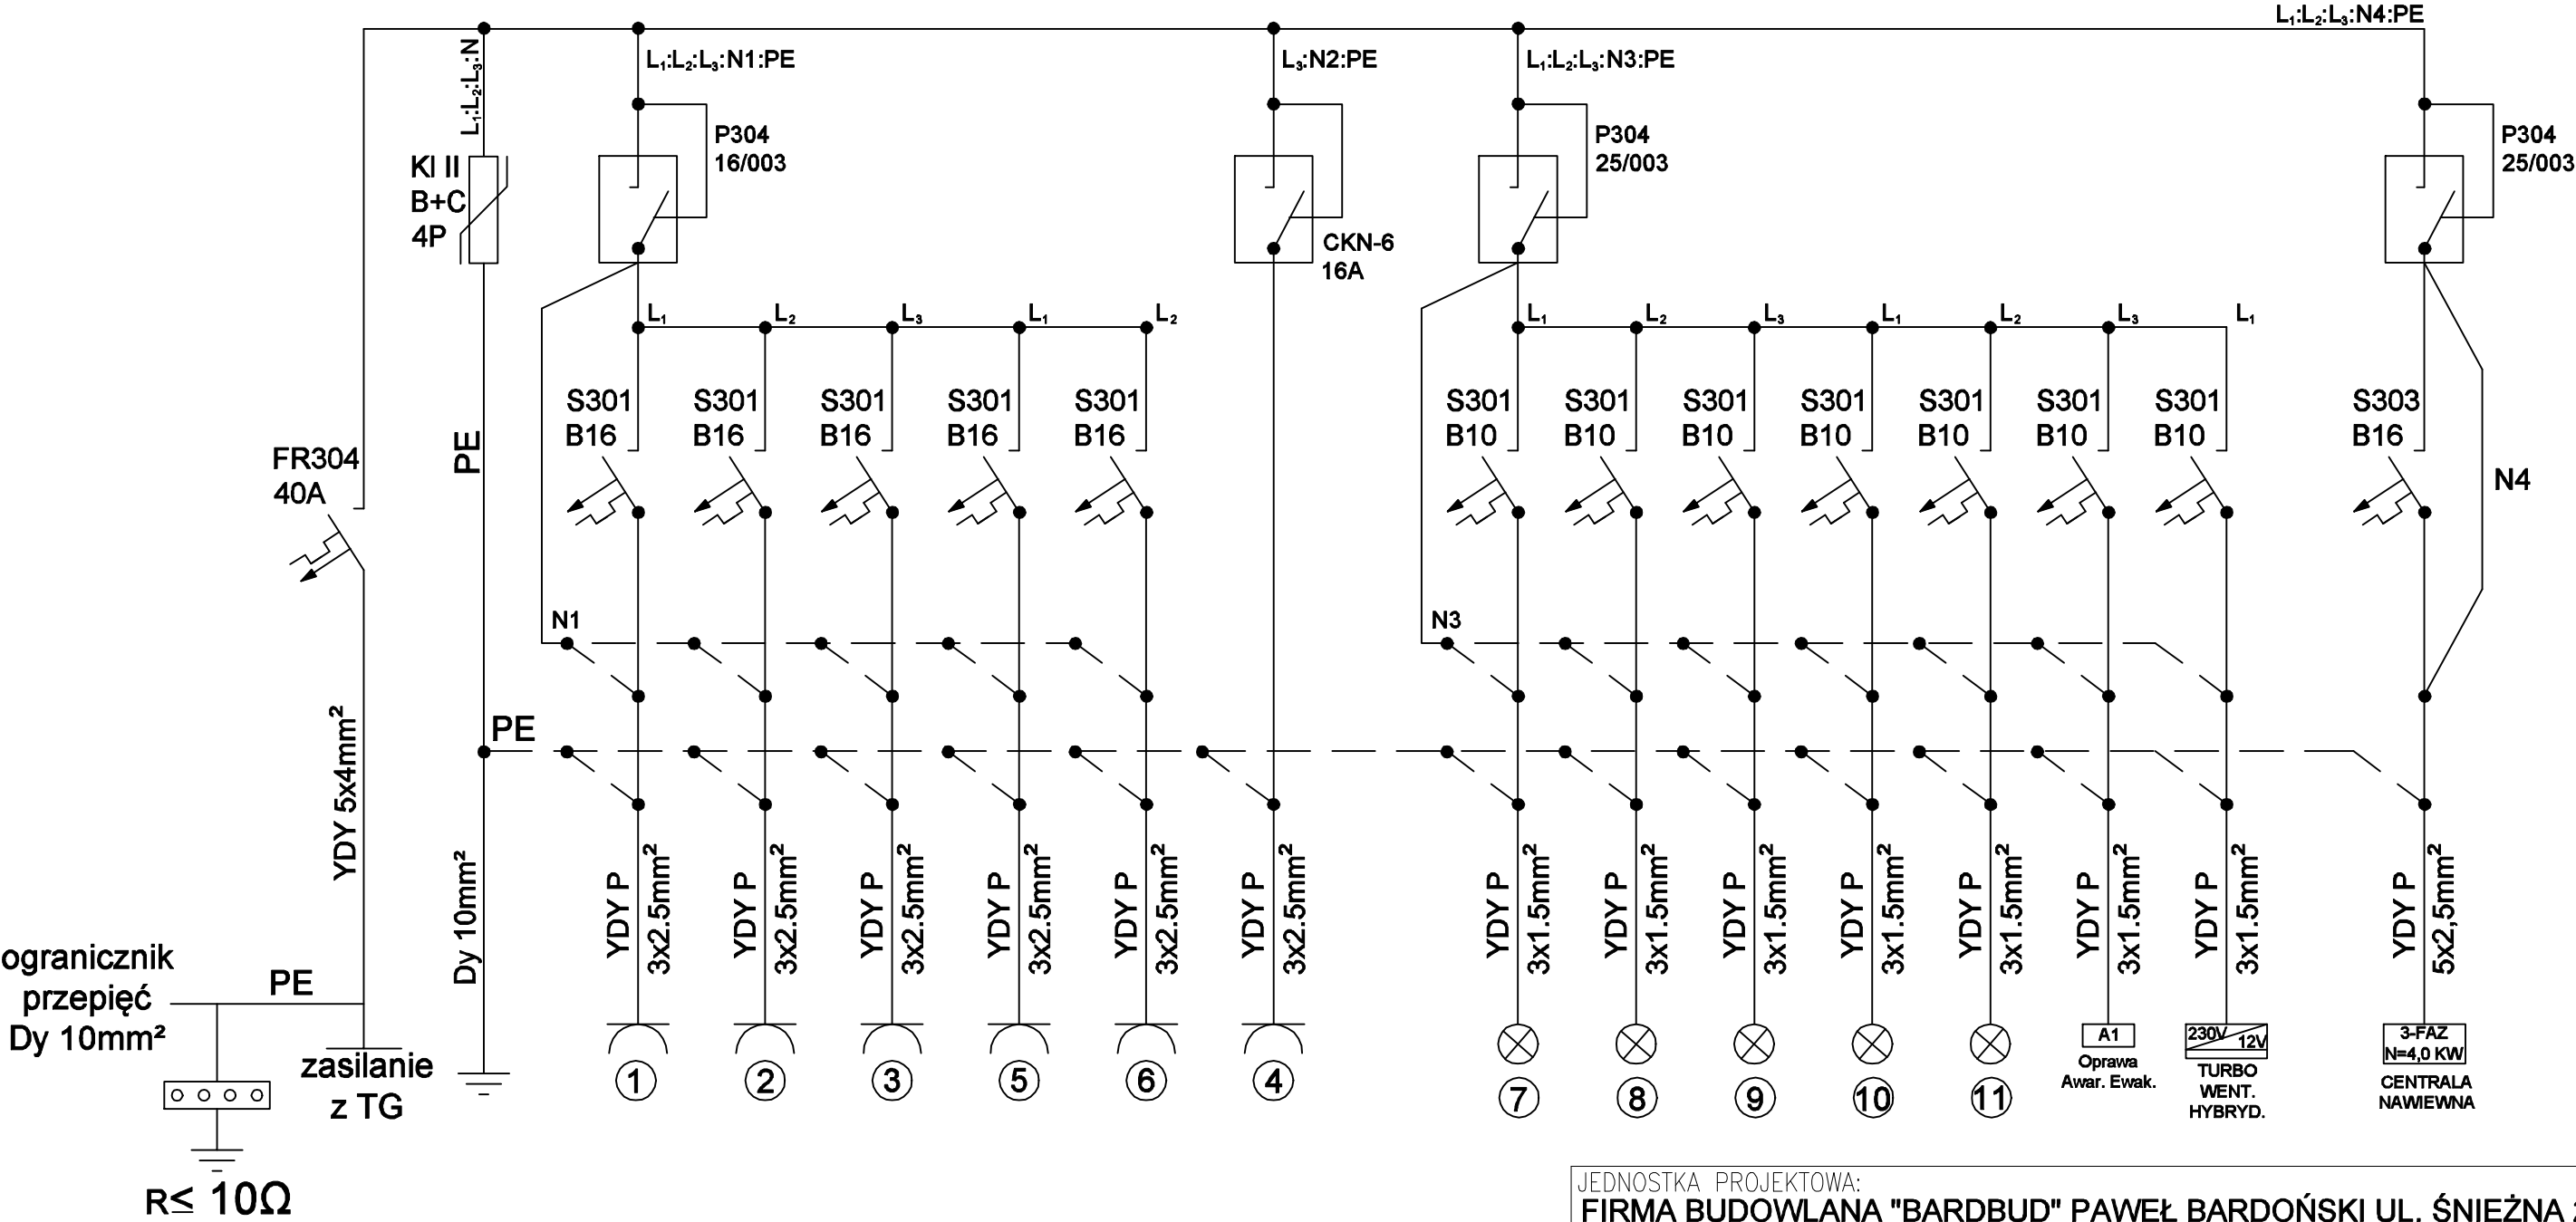 L₁:L₂:L₃:N4:PE
L₁:L₂:L₃:N
L₁:L₂:L₃:N1:PE
L₃:N2:PE
L₁:L₂:L₃:N3:PE
KI II
B+C
4P
P304
16/003
CKN-6
16A
P304
25/003
P304
25/003
L₁
L₂
L₃
L₁
L₂
L₁
L₂
L₃
L₁
L₂
L₃
L₁
FR304
40A
PE
S301
B16
S301
B16
S301
B16
S301
B16
S301
B16
S301
B10
S301
B10
S301
B10
S301
B10
S301
B10
S301
B10
S301
B10
S303
B16
N4
N1
N3
PE
YDY 5x4mm²
Dy 10mm²
YDY P
3x2.5mm²
YDY P
3x2.5mm²
YDY P
3x2.5mm²
YDY P
3x2.5mm²
YDY P
3x2.5mm²
YDY P
3x2.5mm²
YDY P
3x1.5mm²
YDY P
3x1.5mm²
YDY P
3x1.5mm²
YDY P
3x1.5mm²
YDY P
3x1.5mm²
YDY P
3x1.5mm²
YDY P
3x1.5mm²
YDY P
5x2,5mm²
ogranicznik
przepięć
Dy 10mm²
PE
zasilanie
z TG
R≤ 10Ω
1
2
3
5
6
4
7
8
9
10
11
A1
Oprawa
Awar. Ewak.
230V
12V
TURBO
WENT.
HYBRYD.
3-FAZ
N=4,0 KW
CENTRALA
NAWIEWNA
JEDNOSTKA PROJEKTOWA:
FIRMA BUDOWLANA "BARDBUD" PAWEŁ BARDOŃSKI UL. ŚNIEŻNA